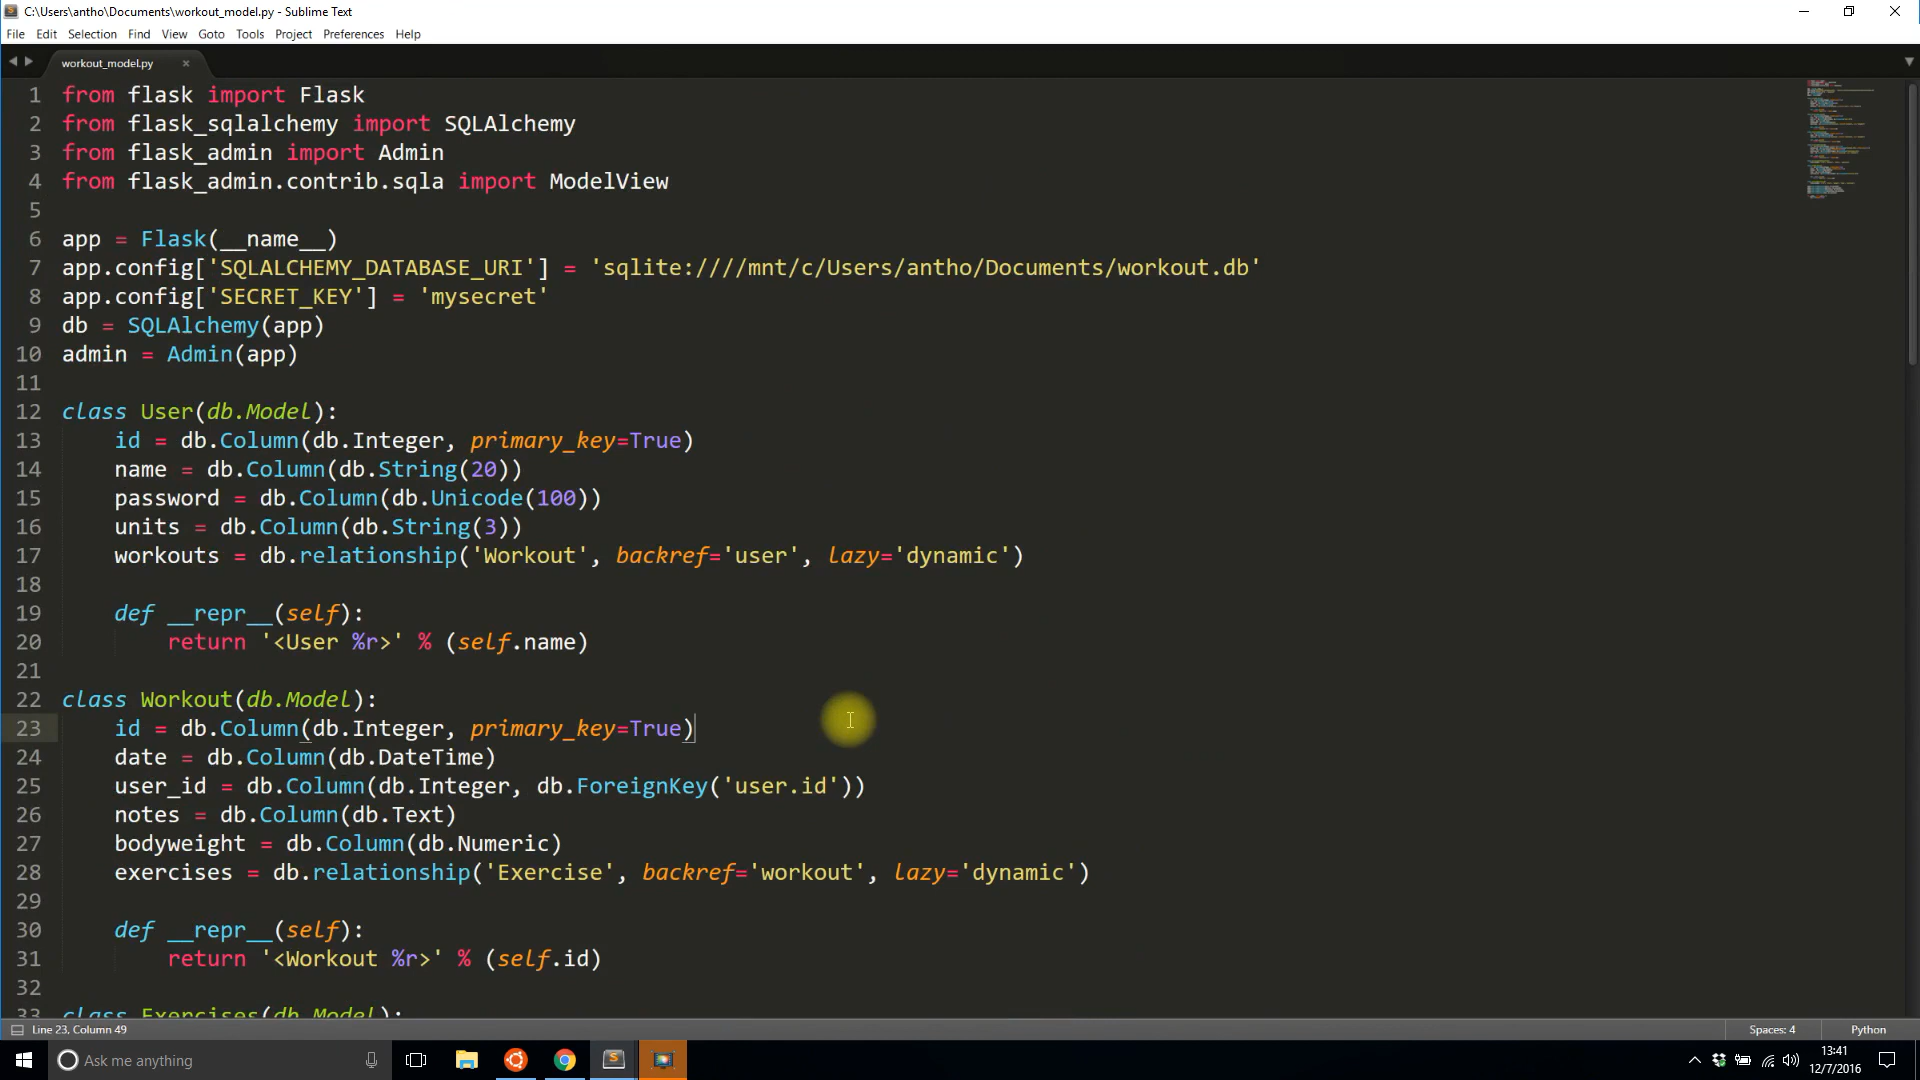 C:\Users\antho\Documents\workout_model.py - Sublime Text
File Edit Selection Find View Goto Tools Project Preferences Help
workout_model.py
1 from flask import Flask
2 from flask_sqlalchemy import SQLAlchemy
3 from flask_admin import Admin
4 from flask_admin.contrib.sqla import ModelView
5
6 app = Flask(__name__)
7 app.config['SQLALCHEMY_DATABASE_URI'] = 'sqlite:////mnt/c/Users/antho/Documents/workout.db'
8 app.config['SECRET_KEY'] = 'mysecret'
9 db = SQLAlchemy(app)
10 admin = Admin(app)
11
12 class User(db.Model):
13     id = db.Column(db.Integer, primary_key=True)
14     name = db.Column(db.String(20))
15     password = db.Column(db.Unicode(100))
16     units = db.Column(db.String(3))
17     workouts = db.relationship('Workout', backref='user', lazy='dynamic')
18
19     def __repr__(self):
20         return '<User %r>' % (self.name)
21
22 class Workout(db.Model):
23     id = db.Column(db.Integer, primary_key=True)
24     date = db.Column(db.DateTime)
25     user_id = db.Column(db.Integer, db.ForeignKey('user.id'))
26     notes = db.Column(db.Text)
27     bodyweight = db.Column(db.Numeric)
28     exercises = db.relationship('Exercise', backref='workout', lazy='dynamic')
29
30     def __repr__(self):
31         return '<Workout %r>' % (self.id)
32
33 class Exercises(db.Model):
Line 23, Column 49
Spaces: 4
Python
Ask me anything
13:41
12/7/2016